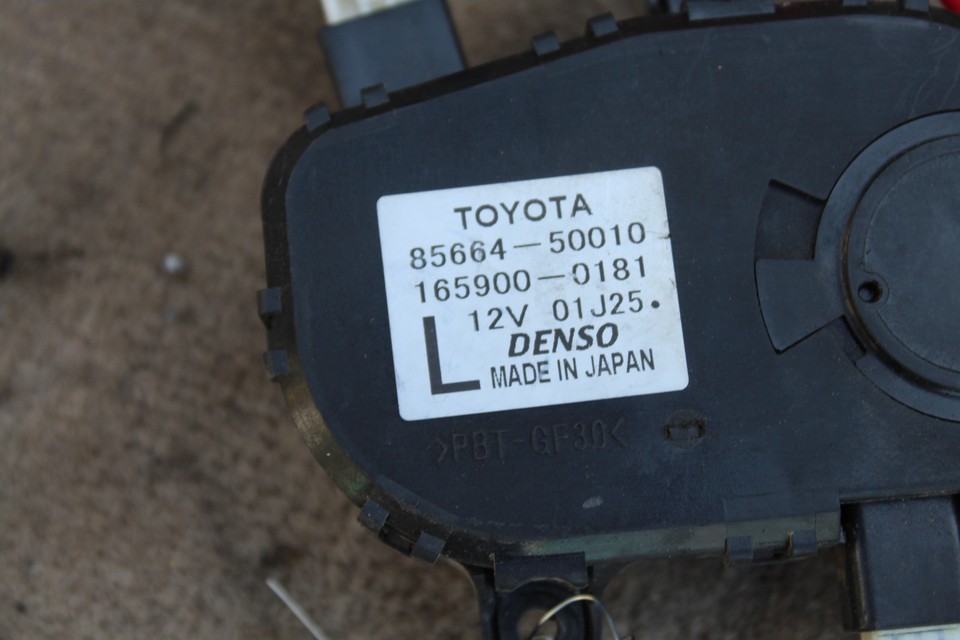 TOYOTA
85664-50010
165900-0181
12V 01J25.
L DENSO
MADE IN JAPAN
>PBT-GF30<